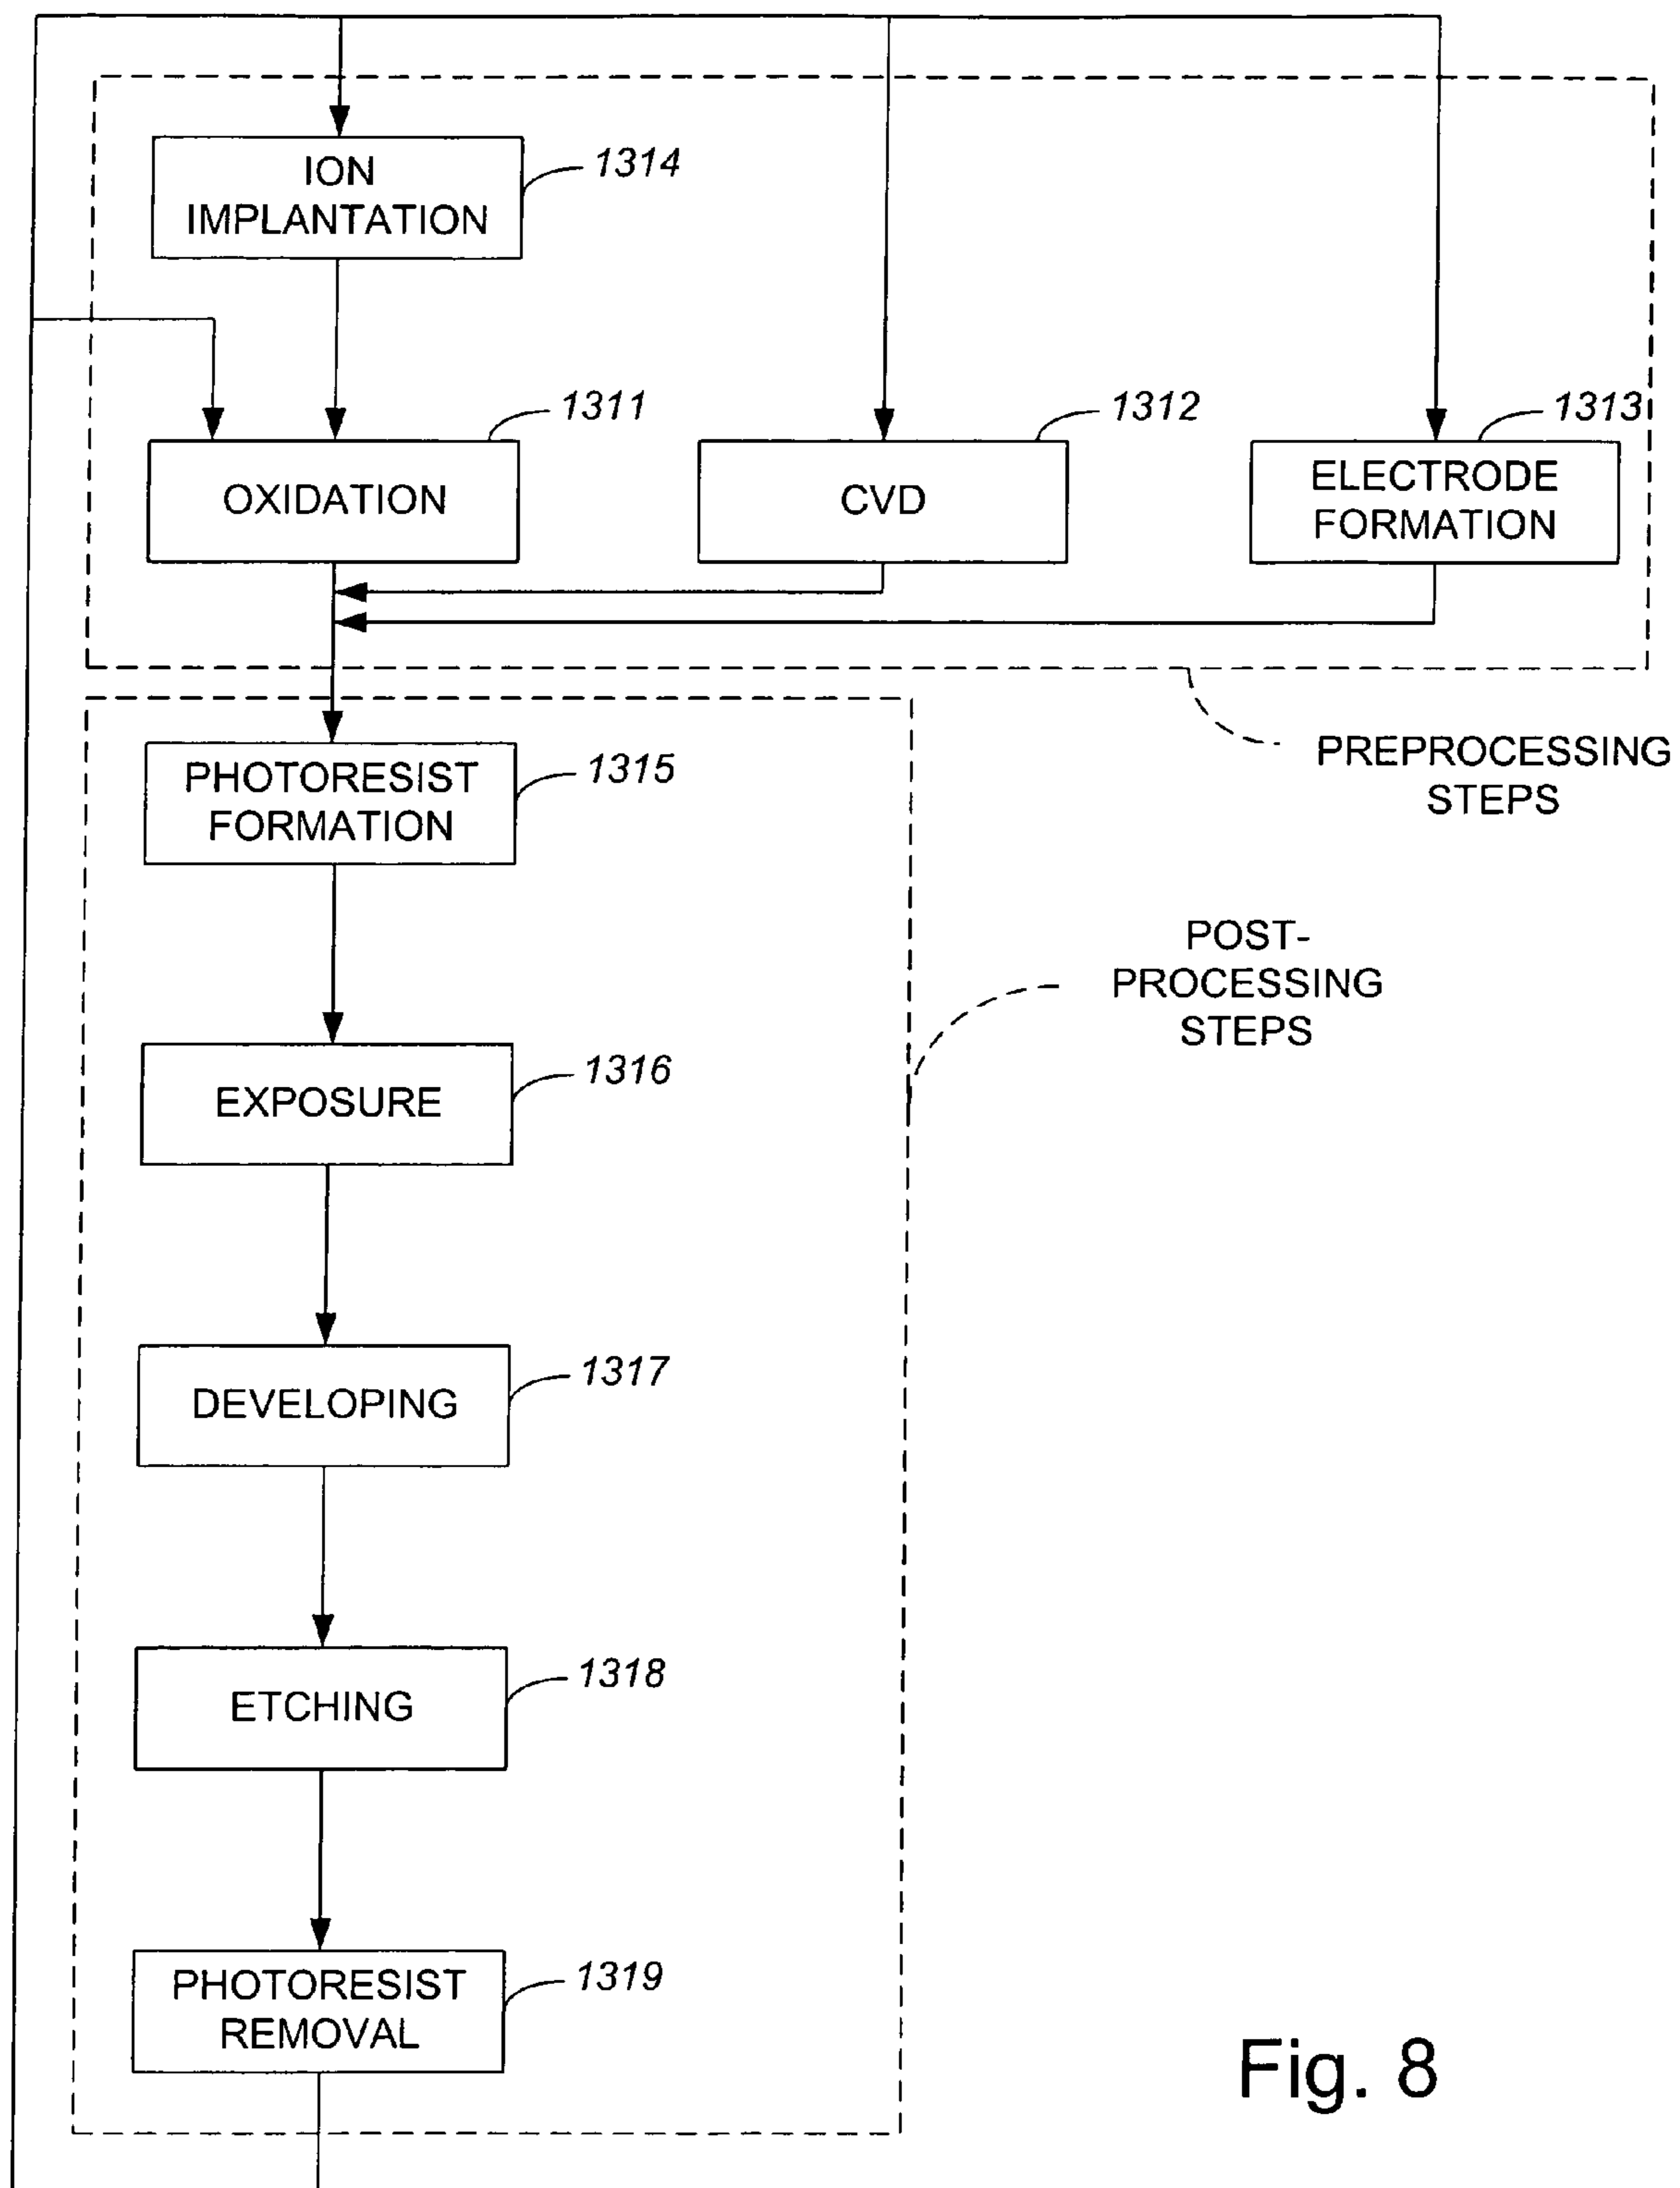 ION
IMPLANTATION
1314
OXIDATION
1311
CVD
1312
ELECTRODE
FORMATION
1313
PREPROCESSING
STEPS
PHOTORESIST
FORMATION
1315
POST-
PROCESSING
STEPS
EXPOSURE
1316
DEVELOPING
1317
ETCHING
1318
PHOTORESIST
REMOVAL
1319
Fig. 8